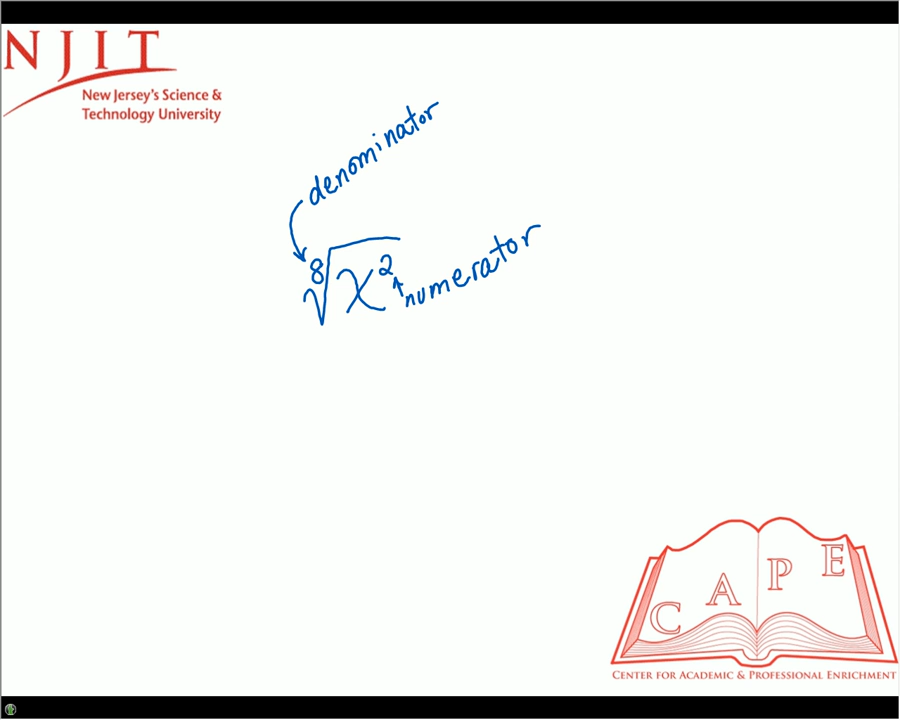 NJIT
New Jersey's Science &
Technology University
denominator
8√x²
numerator
C A P E
CENTER FOR ACADEMIC & PROFESSIONAL ENRICHMENT